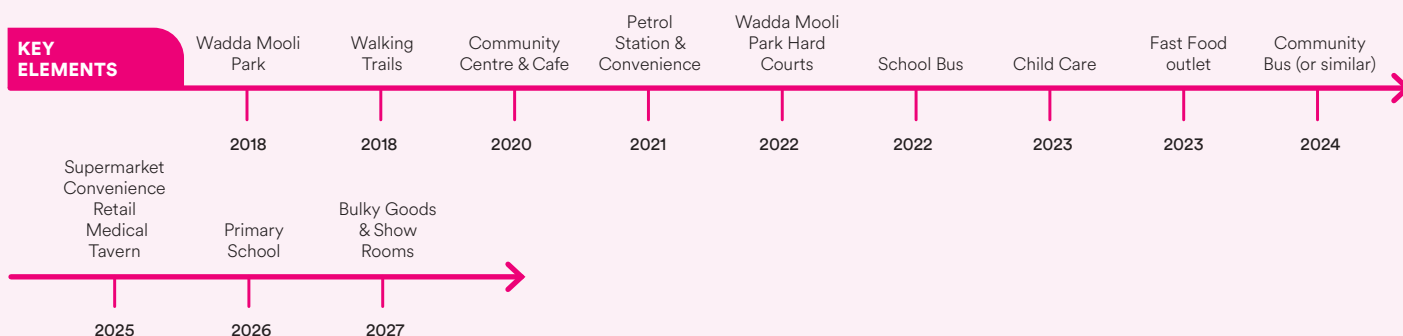 KEY
ELEMENTS
Wadda Mooli
Park
Walking
Trails
Community
Centre & Cafe
Petrol
Station &
Convenience
Wadda Mooli
Park Hard
Courts
School Bus
Child Care
Fast Food
outlet
Community
Bus (or similar)
2018
2018
2020
2021
2022
2022
2023
2023
2024
Supermarket
Convenience
Retail
Medical
Tavern
Primary
School
Bulky Goods
& Show
Rooms
2025
2026
2027